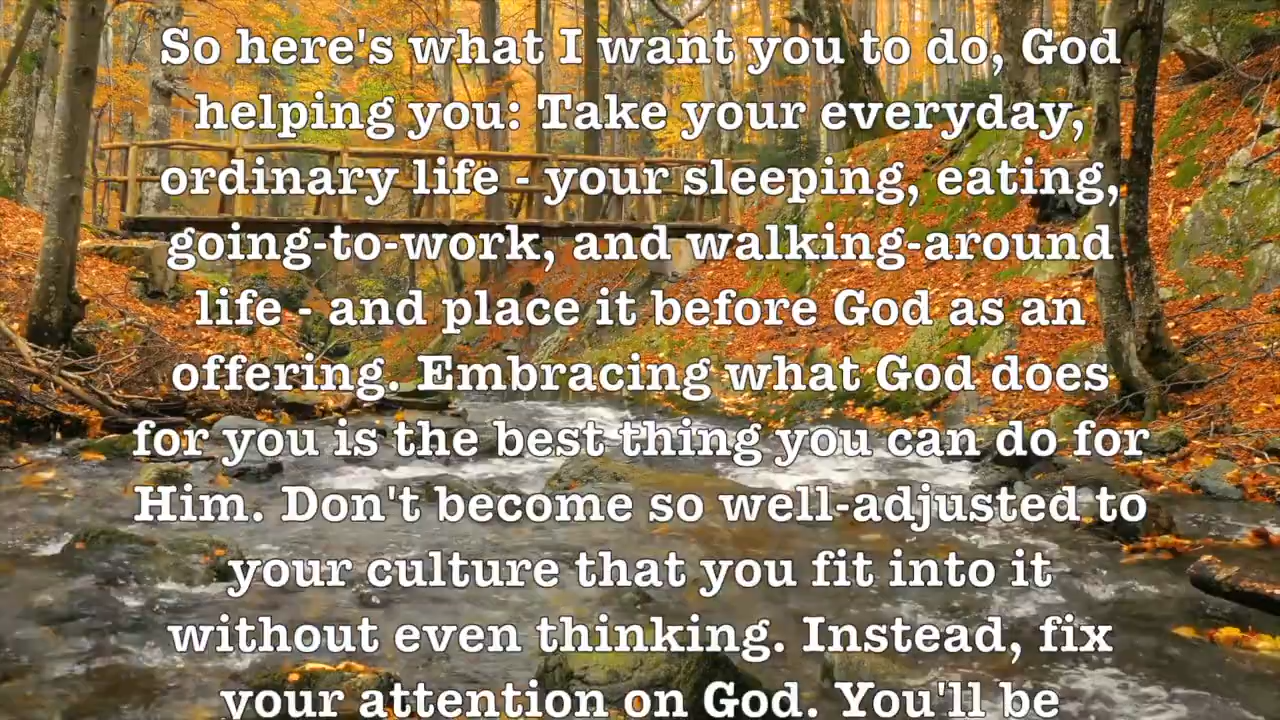 So here's what I want you to do, God
helping you: Take your everyday,
ordinary life - your sleeping, eating,
going-to-work, and walking-around
life - and place it before God as an
offering. Embracing what God does
for you is the best thing you can do for
Him. Don't become so well-adjusted to
your culture that you fit into it
without even thinking. Instead, fix
your attention on God. You'll be